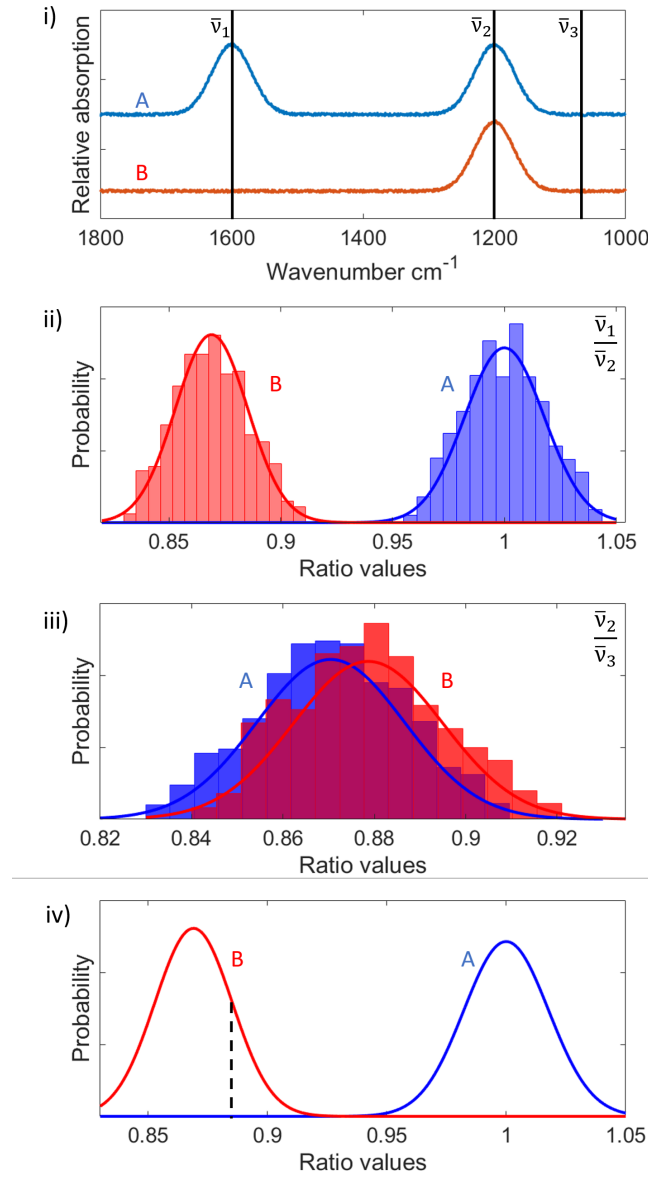 i)
ν̄₁ ν̄₂ ν̄₃
Relative absorption
A
B
1800 1600 1400 1200 1000
Wavenumber cm⁻¹
ii)
ν̄₁
ν̄₂
Probability
B A
0.85 0.9 0.95 1 1.05
Ratio values
iii)
ν̄₂
ν̄₃
Probability
A B
0.82 0.84 0.86 0.88 0.9 0.92
Ratio values
iv)
Probability
B A
0.85 0.9 0.95 1 1.05
Ratio values